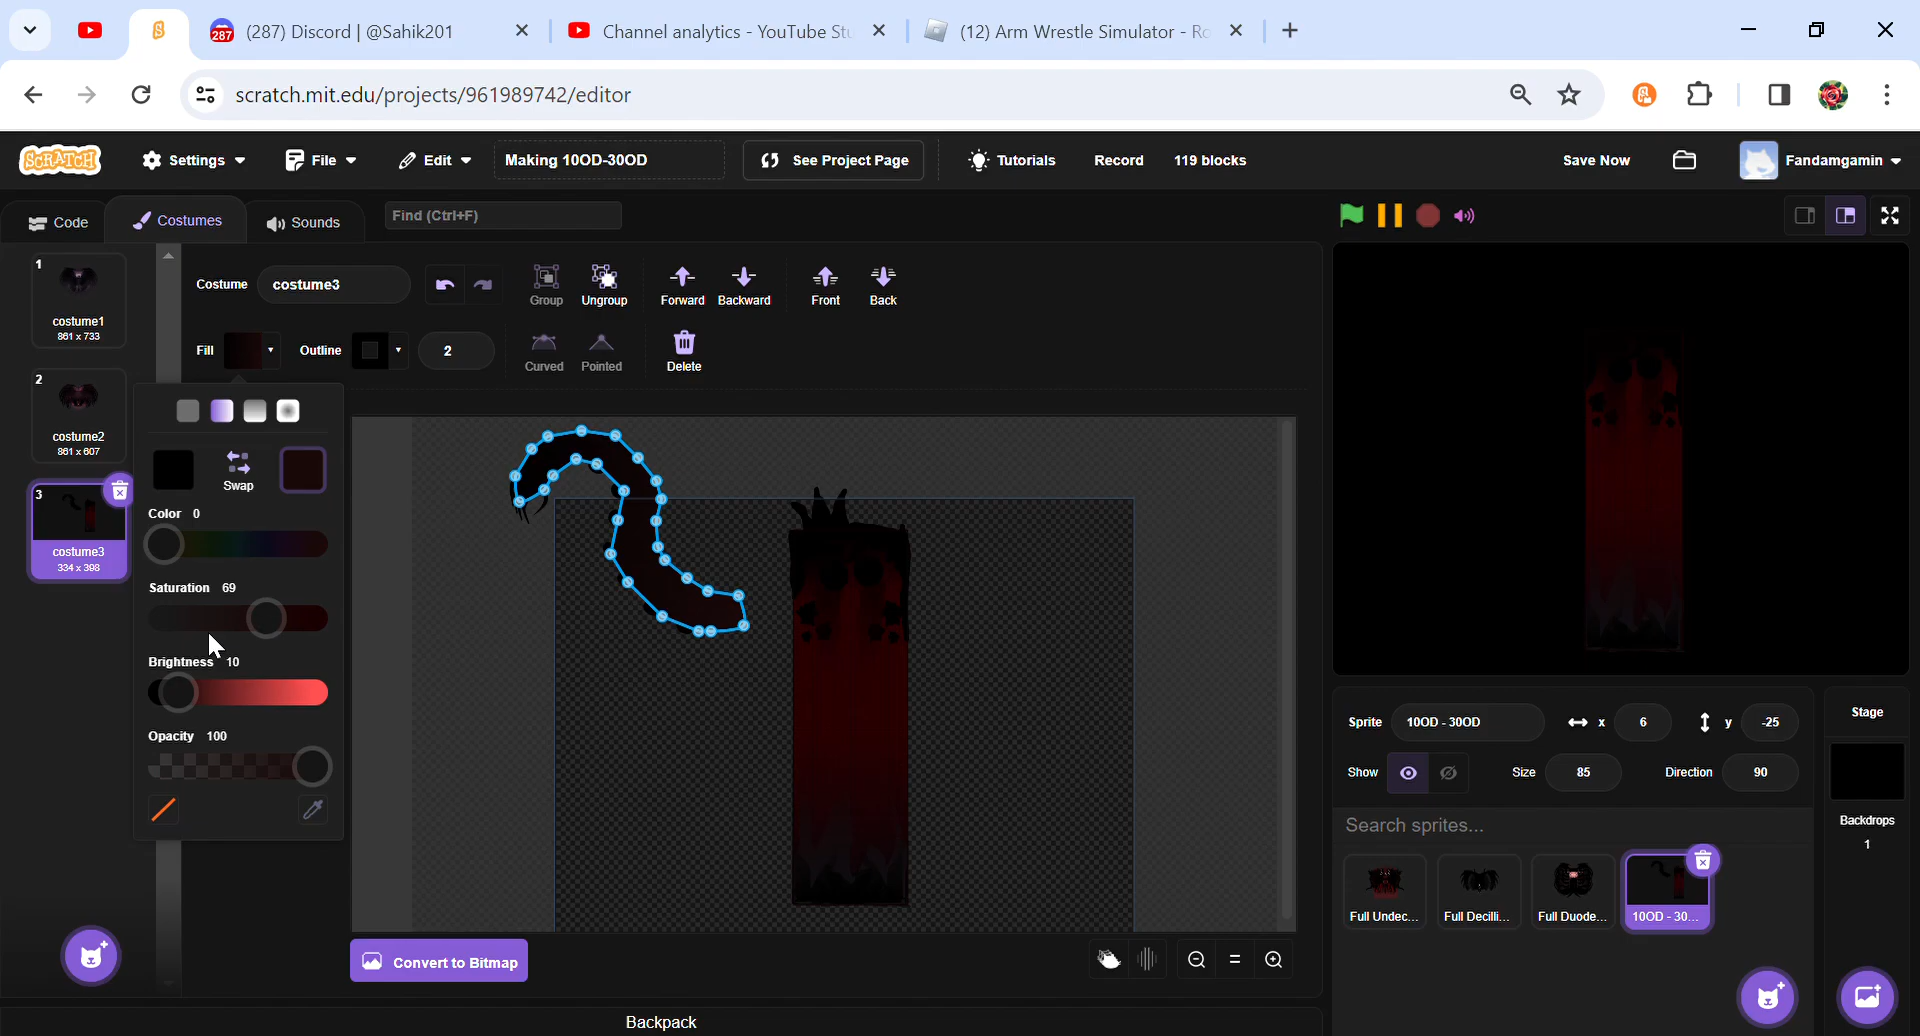 287
(287) Discord | @Sahik201
Channel analytics - YouTube Stu
(12) Arm Wrestle Simulator - Ro
scratch.mit.edu/projects/961989742/editor
SCRATCH
Settings
File
Edit
Making 10OD-30OD
See Project Page
Tutorials
Record
119 blocks
Save Now
Fandamgamin
Code
Costumes
Sounds
Find (Ctrl+F)
1
costume1
861 x 733
2
costume2
861 x 607
3
costume3
334 x 398
Costume
costume3
Group
Ungroup
Forward
Backward
Front
Back
Fill
Outline
2
Curved
Pointed
Delete
Swap
Color 0
Saturation 69
Brightness 10
Opacity 100
Convert to Bitmap
Backpack
Sprite
10OD - 30OD
x
6
y
-25
Show
Size
85
Direction
90
Search sprites...
Full Undec...
Full Decilli...
Full Duode...
10OD - 30...
Stage
Backdrops
1